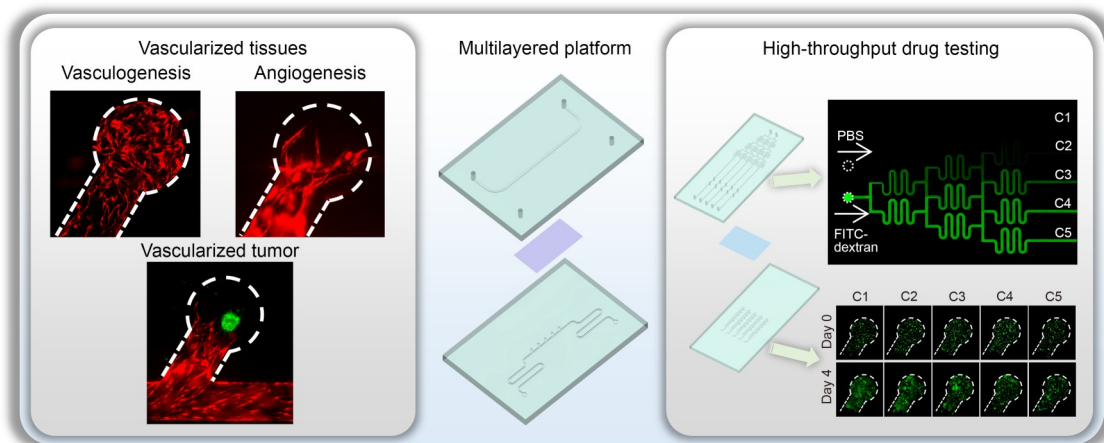 Vascularized tissues
Vasculogenesis
Angiogenesis
Vascularized tumor
Multilayered platform
High-throughput drug testing
PBS
FITC-
dextran
C1
C2
C3
C4
C5
C1 C2 C3 C4 C5
Day 0
Day 4